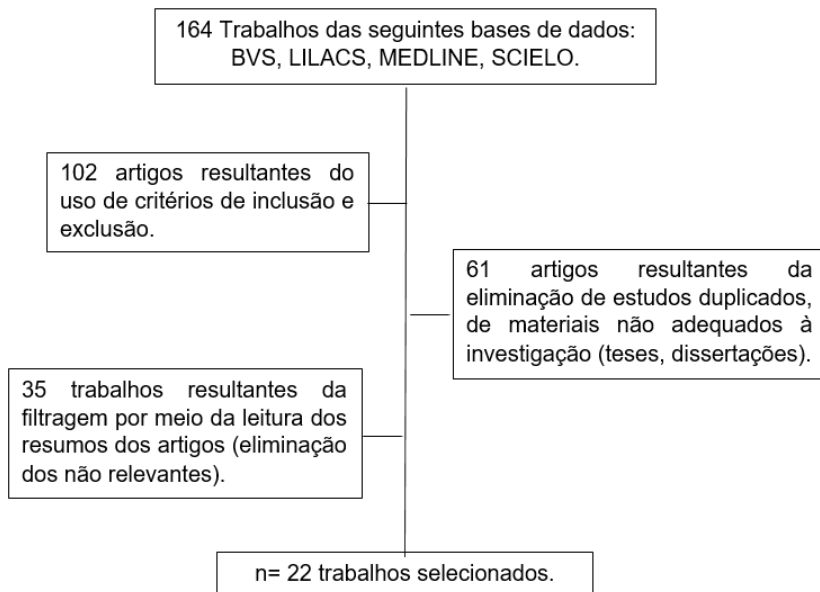 164 Trabalhos das seguintes bases de dados:
BVS, LILACS, MEDLINE, SCIELO.
102 artigos resultantes do
uso de critérios de inclusão e
exclusão.
61 artigos resultantes da
eliminação de estudos duplicados,
de materiais não adequados à
investigação (teses, dissertações).
35 trabalhos resultantes da
filtragem por meio da leitura dos
resumos dos artigos (eliminação
dos não relevantes).
n= 22 trabalhos selecionados.